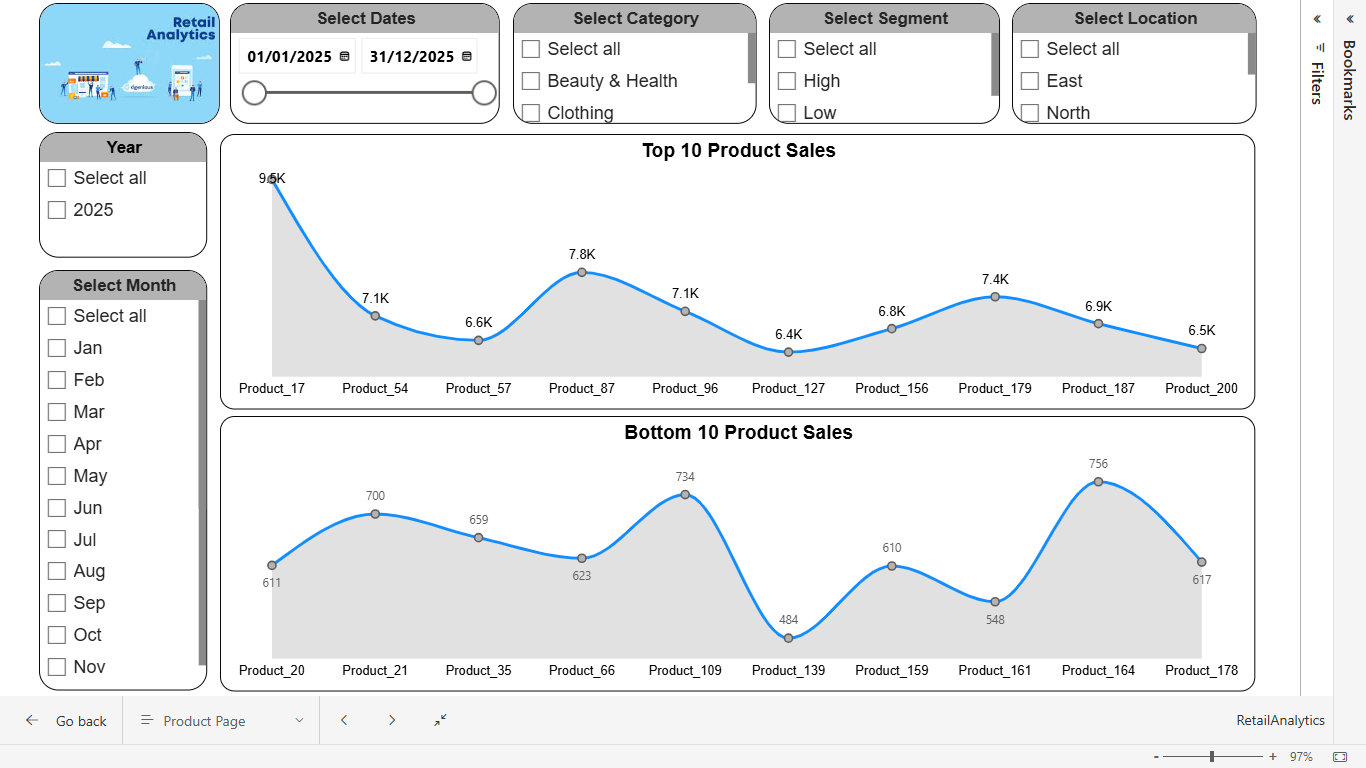 Retail
Analytics
dgenious
Select Dates
01/01/2025 31/12/2025
Select Category
Select all
Beauty & Health
Clothing
Select Segment
Select all
High
Low
Select Location
Select all
East
North
Filters
Bookmarks
Year
Select all
2025
Select Month
Select all
Jan
Feb
Mar
Apr
May
Jun
Jul
Aug
Sep
Oct
Nov
Top 10 Product Sales
9.5K 7.1K 6.6K 7.8K 7.1K 6.4K 6.8K 7.4K 6.9K 6.5K
Product_17 Product_54 Product_57 Product_87 Product_96 Product_127 Product_156 Product_179 Product_187 Product_200
Bottom 10 Product Sales
611 700 659 623 734 484 610 548 756 617
Product_20 Product_21 Product_35 Product_66 Product_109 Product_139 Product_159 Product_161 Product_164 Product_178
Go back Product Page RetailAnalytics
- + 97%